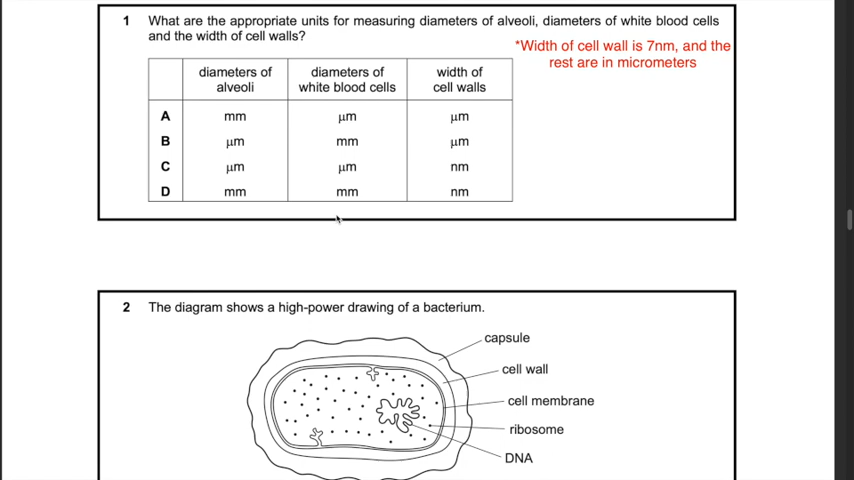 1 What are the appropriate units for measuring diameters of alveoli, diameters of white blood cells
and the width of cell walls?
*Width of cell wall is 7nm, and the
rest are in micrometers
diameters of alveoli | diameters of white blood cells | width of cell walls
A mm µm µm
B µm mm µm
C µm µm nm
D mm mm nm
2 The diagram shows a high-power drawing of a bacterium.
capsule
cell wall
cell membrane
ribosome
DNA